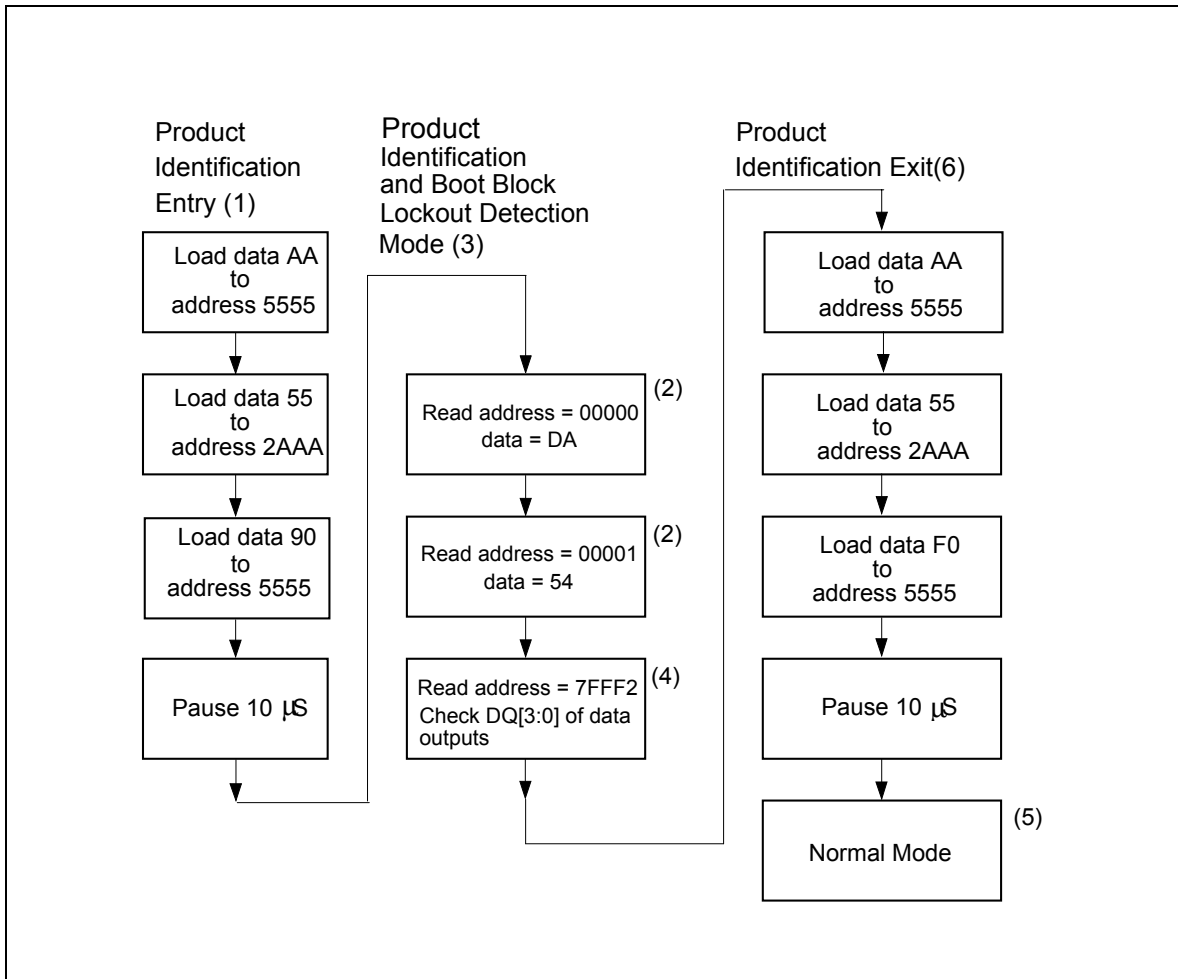 Product
Identification
Entry (1)
Load data AA
to
address 5555
Load data 55
to
address 2AAA
Load data 90
to
address 5555
Pause 10 µS
Product
Identification
and Boot Block
Lockout Detection
Mode (3)
Read address = 00000
data = DA
(2)
Read address = 00001
data = 54
(2)
Read address = 7FFF2
Check DQ[3:0] of data
outputs
(4)
Product
Identification Exit(6)
Load data AA
to
address 5555
Load data 55
to
address 2AAA
Load data F0
to
address 5555
Pause 10 µS
Normal Mode
(5)